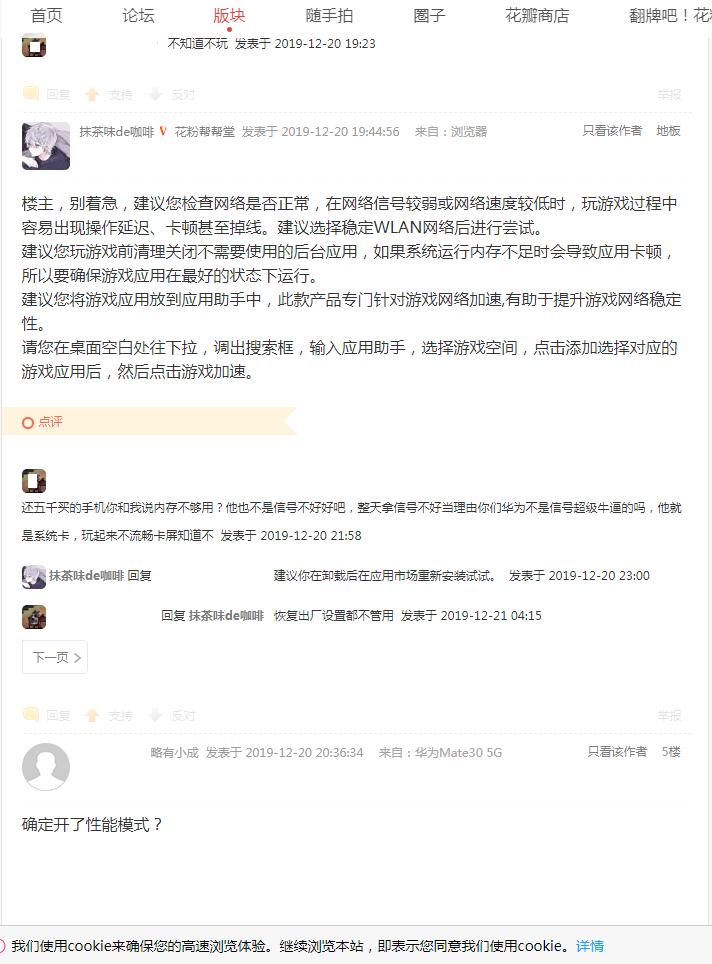 首页 论坛 版块 随手拍 圈子 花瓣商店 翻牌吧！花
不知道不玩 发表于 2019-12-20 19:23
回复 支持 反对 举报
抹茶味de咖啡 V 花粉帮帮堂 发表于 2019-12-20 19:44:56 来自：浏览器 只看该作者 地板
楼主，别着急，建议您检查网络是否正常，在网络信号较弱或网络速度较低时，玩游戏过程中
容易出现操作延迟、卡顿甚至掉线。建议选择稳定WLAN网络后进行尝试。
建议您玩游戏前清理关闭不需要使用的后台应用，如果系统运行内存不足时会导致应用卡顿，
所以要确保游戏应用在最好的状态下运行。
建议您将游戏应用放到应用助手中，此款产品专门针对游戏网络加速,有助于提升游戏网络稳定
性。
请您在桌面空白处往下拉，调出搜索框，输入应用助手，选择游戏空间，点击添加选择对应的
游戏应用后，然后点击游戏加速。
点评
还五千买的手机你和我说内存不够用？他也不是信号不好好吧，整天拿信号不好当理由你们华为不是信号超级牛逼的吗，他就
是系统卡，玩起来不流畅卡屏知道不 发表于 2019-12-20 21:58
抹茶味de咖啡 回复 建议你在卸载后在应用市场重新安装试试。 发表于 2019-12-20 23:00
回复 抹茶味de咖啡 恢复出厂设置都不管用 发表于 2019-12-21 04:15
下一页 >
回复 支持 反对 举报
略有小成 发表于 2019-12-20 20:36:34 来自：华为Mate30 5G 只看该作者 5楼
确定开了性能模式？
我们使用cookie来确保您的高速浏览体验。继续浏览本站，即表示您同意我们使用cookie。详情